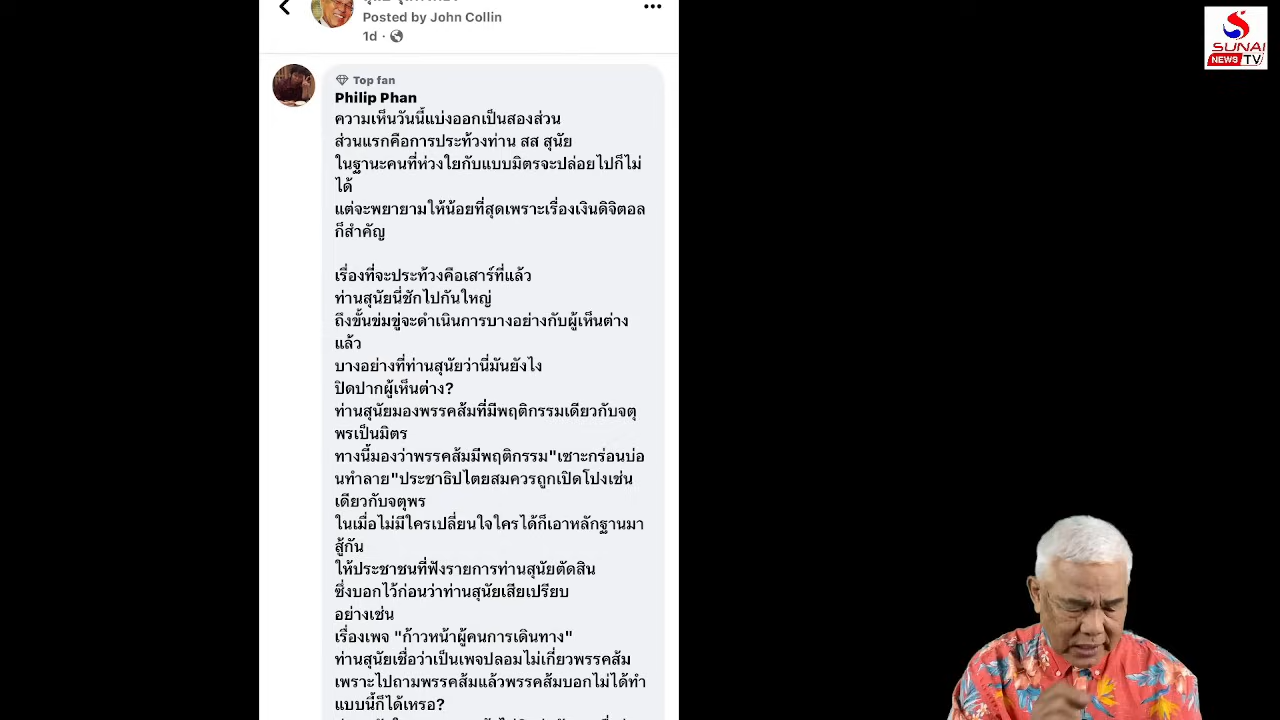 Posted by John Collin
1d ·
SUNAI
NEWS TV
Top fan
Philip Phan
ความเห็นวันนี้แบ่งออกเป็นสองส่วน
ส่วนแรกคือการประท้วงท่าน สส สุนัย
ในฐานะคนที่ห่วงใยกับแบบมิตรจะปล่อยไปก็ไม่
ได้
แต่จะพยายามให้น้อยที่สุดเพราะเรื่องเงินดิจิตอล
ก็สำคัญ
เรื่องที่จะประท้วงคือเสาร์ที่แล้ว
ท่านสุนัยนี่ชักไปกันใหญ่
ถึงขั้นข่มขู่จะดำเนินการบางอย่างกับผู้เห็นต่าง
แล้ว
บางอย่างที่ท่านสุนัยว่านี่มันยังไง
ปิดปากผู้เห็นต่าง?
ท่านสุนัยมองพรรคส้มที่มีพฤติกรรมเดียวกับจตุ
พรเป็นมิตร
ทางนี้มองว่าพรรคส้มมีพฤติกรรม"เซาะกร่อนบ่อ
นทำลาย"ประชาธิปไตยสมควรถูกเปิดโปงเช่น
เดียวกับจตุพร
ในเมื่อไม่มีใครเปลี่ยนใจใครได้ก็เอาหลักฐานมา
สู้กัน
ให้ประชาชนที่ฟังรายการท่านสุนัยตัดสิน
ซึ่งบอกไว้ก่อนว่าท่านสุนัยเสียเปรียบ
อย่างเช่น
เรื่องเพจ "ก้าวหน้าผู้คนการเดินทาง"
ท่านสุนัยเชื่อว่าเป็นเพจปลอมไม่เกี่ยวพรรคส้ม
เพราะไปถามพรรคส้มแล้วพรรคส้มบอกไม่ได้ทำ
แบบนี้ก็ได้เหรอ?